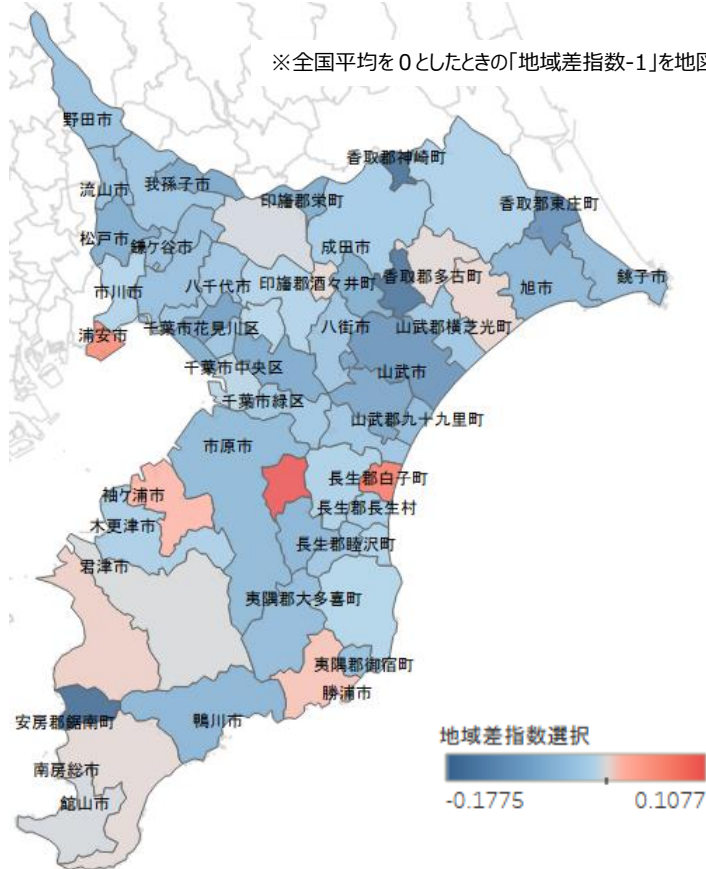 ※全国平均を0としたときの「地域差指数-1」を地図
野田市
香取郡神崎町
流山市
我孫子市
印旛郡栄町
香取郡東庄町
松戸市
鎌ケ谷市
成田市
市川市
八千代市
印旛郡酒々井町
香取郡多古町
旭市
銚子市
浦安市
千葉市花見川区
八街市
山武郡横芝光町
千葉市中央区
山武市
千葉市緑区
山武郡九十九里町
市原市
長生郡白子町
袖ケ浦市
長生郡長生村
木更津市
長生郡睦沢町
君津市
夷隅郡大多喜町
夷隅郡御宿町
勝浦市
安房郡鋸南町
鴨川市
南房総市
館山市
地域差指数選択
-0.1775
0.1077